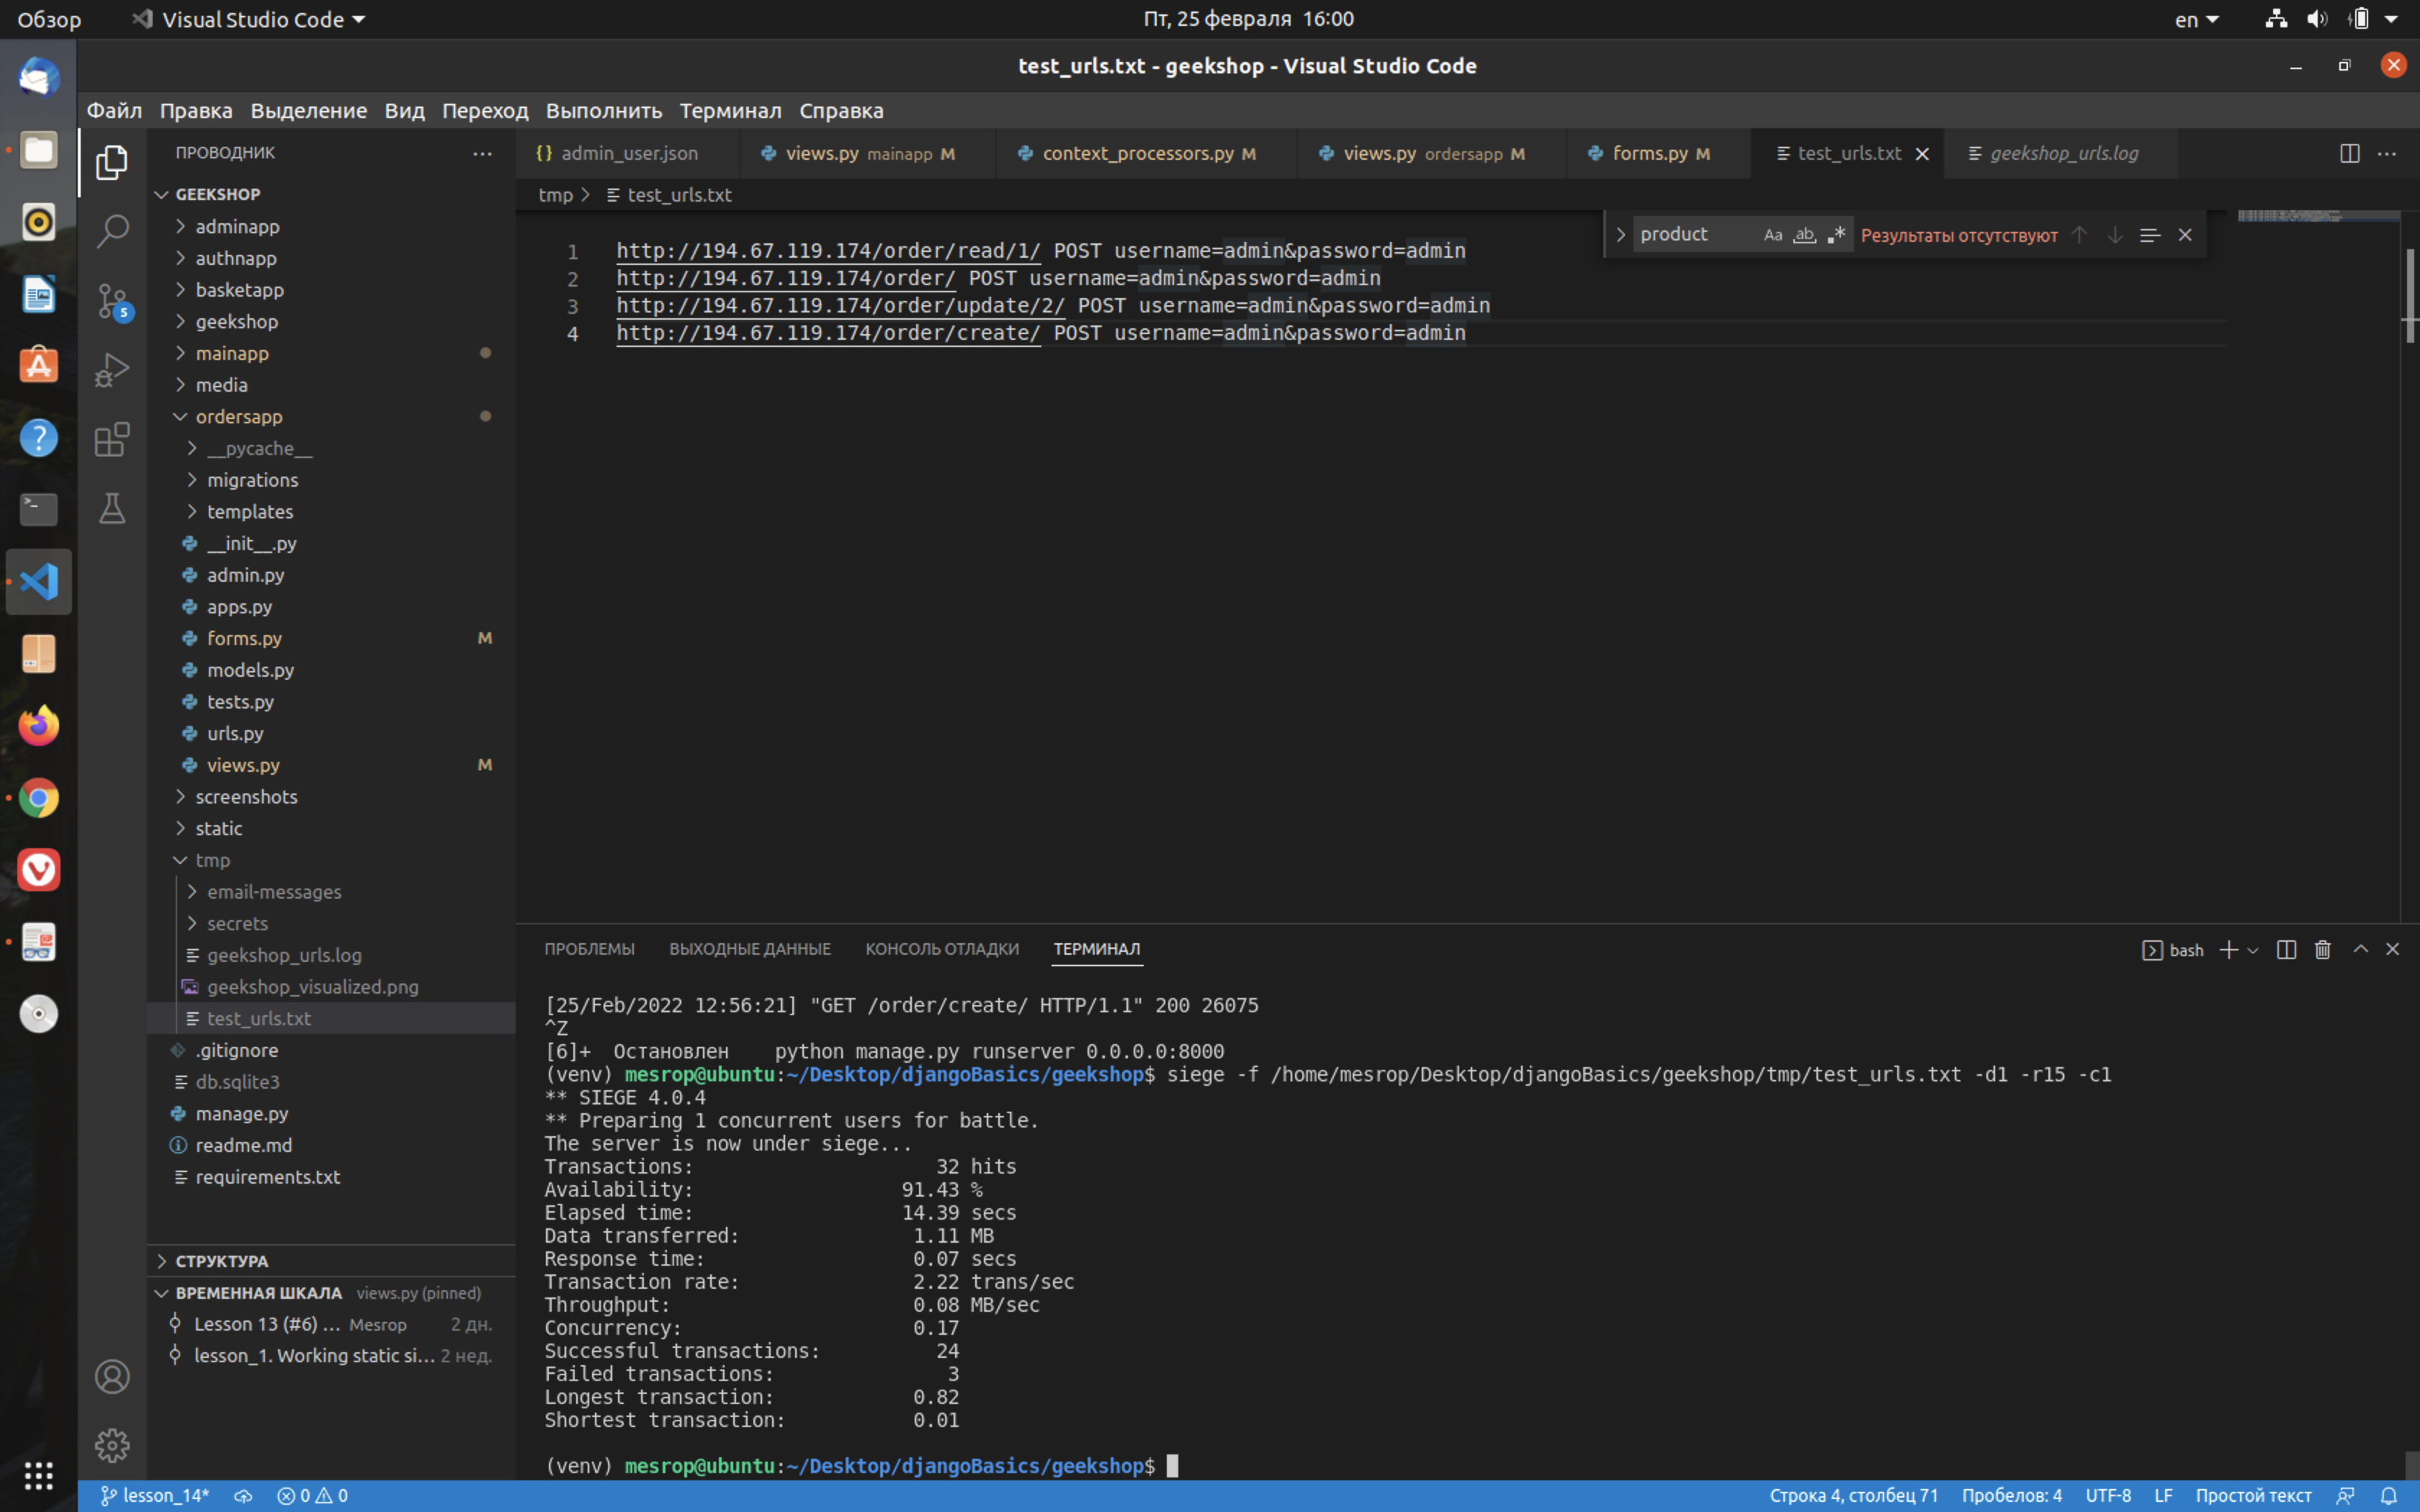 Обзор Visual Studio Code Пт, 25 февраля 16:00 en
test_urls.txt - geekshop - Visual Studio Code
Файл Правка Выделение Вид Переход Выполнить Терминал Справка
ПРОВОДНИК ...
GEEKSHOP
adminapp
authnapp
basketapp
geekshop
mainapp
media
ordersapp
__pycache__
migrations
templates
__init__.py
admin.py
apps.py
forms.py M
models.py
tests.py
urls.py
views.py M
screenshots
static
tmp
email-messages
secrets
geekshop_urls.log
geekshop_visualized.png
test_urls.txt
.gitignore
db.sqlite3
manage.py
readme.md
requirements.txt
СТРУКТУРА
ВРЕМЕННАЯ ШКАЛА views.py (pinned)
Lesson 13 (#6) ... Mesrop 2 дн.
lesson_1. Working static si... 2 нед.
5
{} admin_user.json views.py mainapp M context_processors.py M views.py ordersapp M forms.py M test_urls.txt geekshop_urls.log
tmp > test_urls.txt
product Aa ab .* Результаты отсутствуют
1 http://194.67.119.174/order/read/1/ POST username=admin&password=admin
2 http://194.67.119.174/order/ POST username=admin&password=admin
3 http://194.67.119.174/order/update/2/ POST username=admin&password=admin
4 http://194.67.119.174/order/create/ POST username=admin&password=admin
ПРОБЛЕМЫ ВЫХОДНЫЕ ДАННЫЕ КОНСОЛЬ ОТЛАДКИ ТЕРМИНАЛ bash
[25/Feb/2022 12:56:21] "GET /order/create/ HTTP/1.1" 200 26075
^Z
[6]+ Остановлен python manage.py runserver 0.0.0.0:8000
(venv) mesrop@ubuntu:~/Desktop/djangoBasics/geekshop$ siege -f /home/mesrop/Desktop/djangoBasics/geekshop/tmp/test_urls.txt -d1 -r15 -c1
** SIEGE 4.0.4
** Preparing 1 concurrent users for battle.
The server is now under siege...
Transactions: 32 hits
Availability: 91.43 %
Elapsed time: 14.39 secs
Data transferred: 1.11 MB
Response time: 0.07 secs
Transaction rate: 2.22 trans/sec
Throughput: 0.08 MB/sec
Concurrency: 0.17
Successful transactions: 24
Failed transactions: 3
Longest transaction: 0.82
Shortest transaction: 0.01
(venv) mesrop@ubuntu:~/Desktop/djangoBasics/geekshop$
lesson_14* 0 0 Строка 4, столбец 71 Пробелов: 4 UTF-8 LF Простой текст